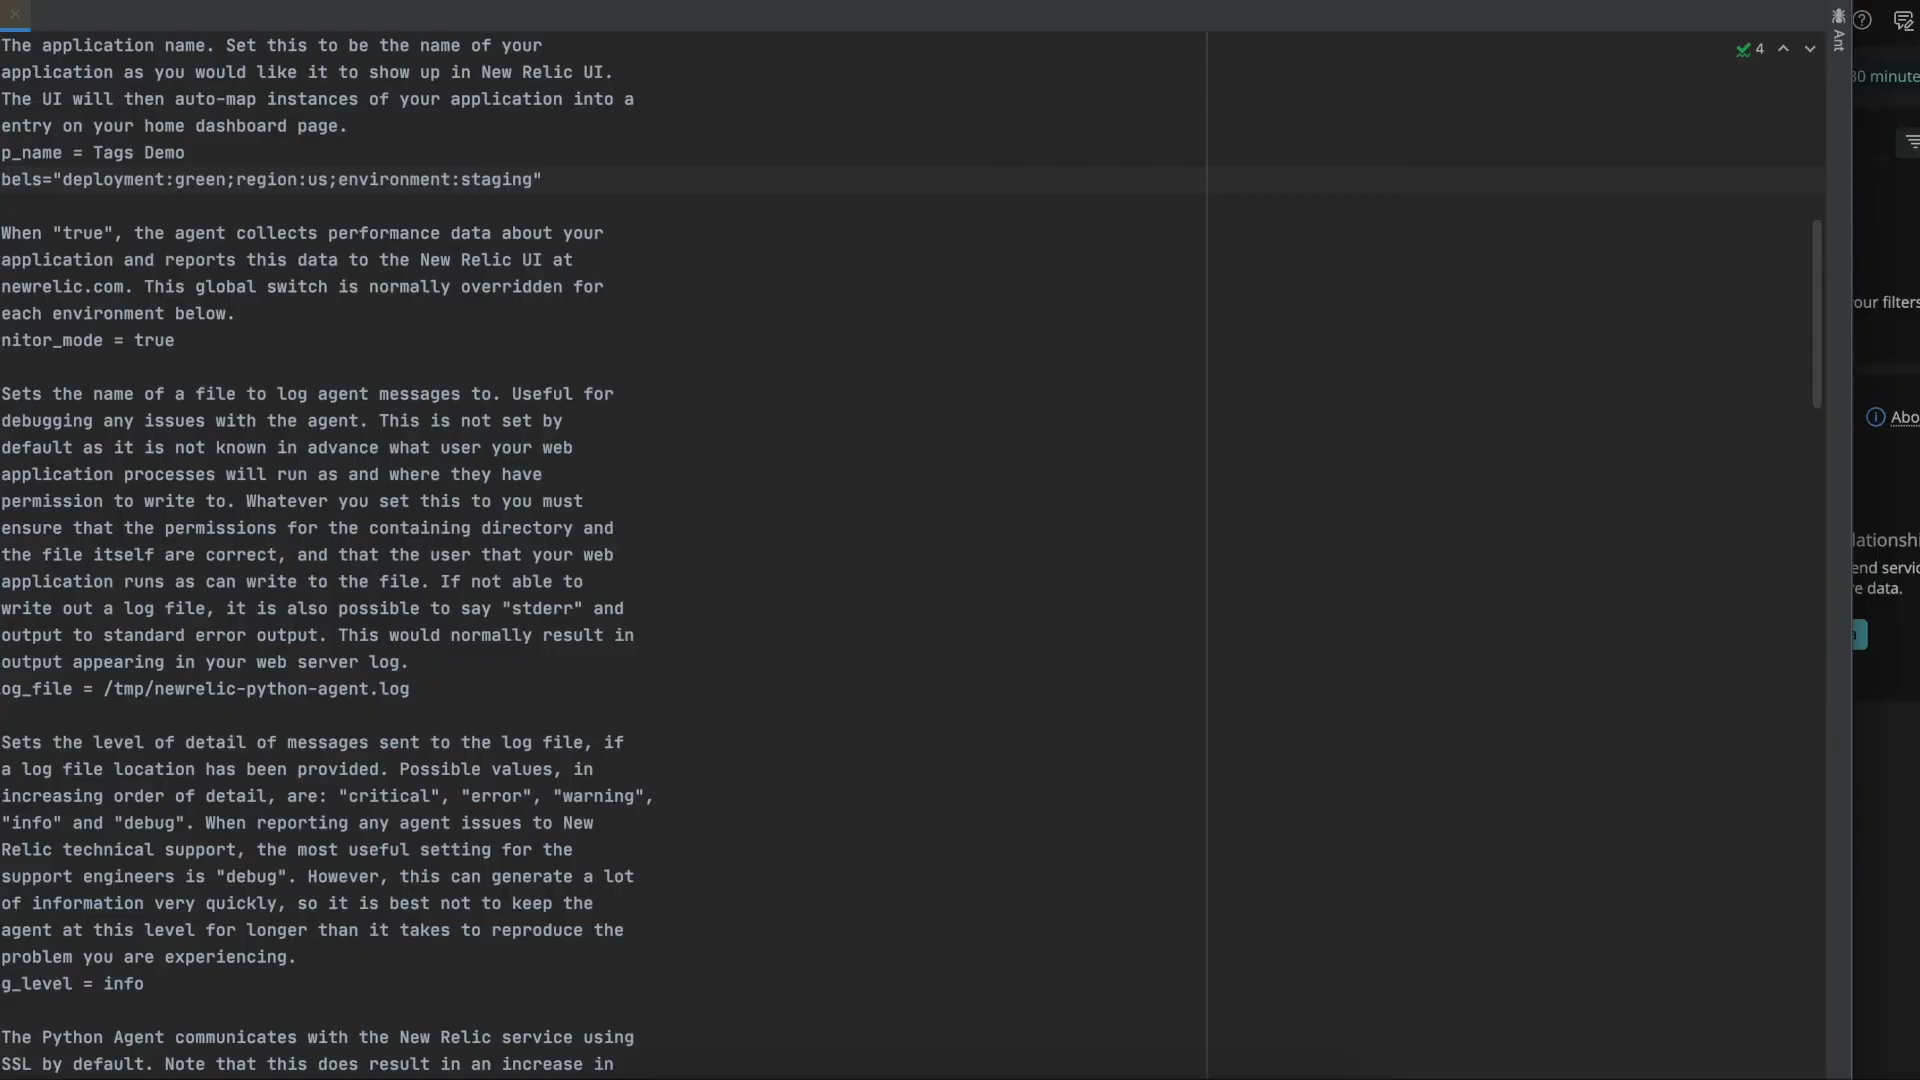 The application name. Set this to be the name of your
application as you would like it to show up in New Relic UI.
The UI will then auto-map instances of your application into a
entry on your home dashboard page.
p_name = Tags Demo
bels="deployment:green;region:us;environment:staging"
When "true", the agent collects performance data about your
application and reports this data to the New Relic UI at
newrelic.com. This global switch is normally overridden for
each environment below.
nitor_mode = true
Sets the name of a file to log agent messages to. Useful for
debugging any issues with the agent. This is not set by
default as it is not known in advance what user your web
application processes will run as and where they have
permission to write to. Whatever you set this to you must
ensure that the permissions for the containing directory and
the file itself are correct, and that the user that your web
application runs as can write to the file. If not able to
write out a log file, it is also possible to say "stderr" and
output to standard error output. This would normally result in
output appearing in your web server log.
og_file = /tmp/newrelic-python-agent.log
Sets the level of detail of messages sent to the log file, if
a log file location has been provided. Possible values, in
increasing order of detail, are: "critical", "error", "warning",
"info" and "debug". When reporting any agent issues to New
Relic technical support, the most useful setting for the
support engineers is "debug". However, this can generate a lot
of information very quickly, so it is best not to keep the
agent at this level for longer than it takes to reproduce the
problem you are experiencing.
g_level = info
The Python Agent communicates with the New Relic service using
SSL by default. Note that this does result in an increase in
4
Ant
30 minute
our filters
Abo
lationshi
end servic
e data.